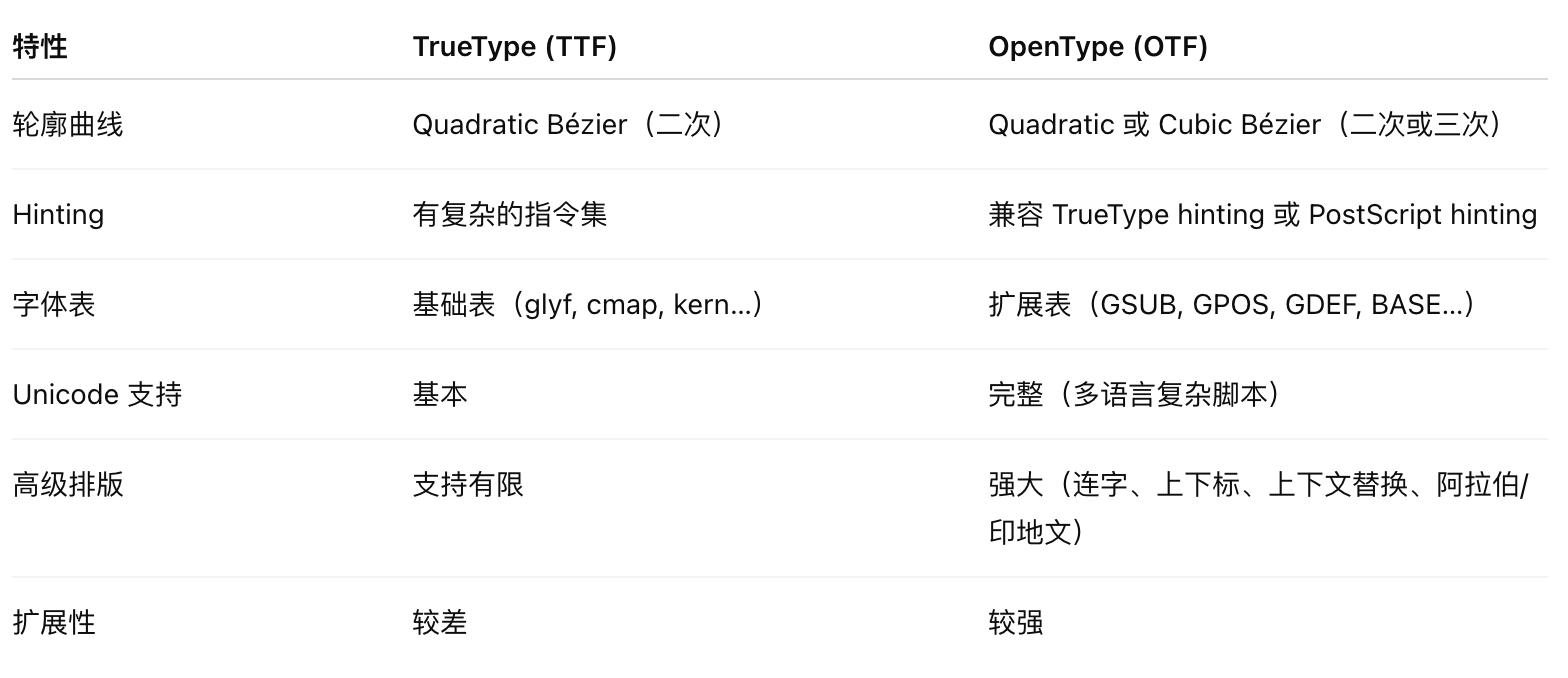 特性 TrueType (TTF) OpenType (OTF)
轮廓曲线 Quadratic Bézier（二次） Quadratic 或 Cubic Bézier（二次或三次）
Hinting 有复杂的指令集 兼容 TrueType hinting 或 PostScript hinting
字体表 基础表（glyf, cmap, kern…） 扩展表（GSUB, GPOS, GDEF, BASE…）
Unicode 支持 基本 完整（多语言复杂脚本）
高级排版 支持有限 强大（连字、上下标、上下文替换、阿拉伯/
印地文）
扩展性 较差 较强